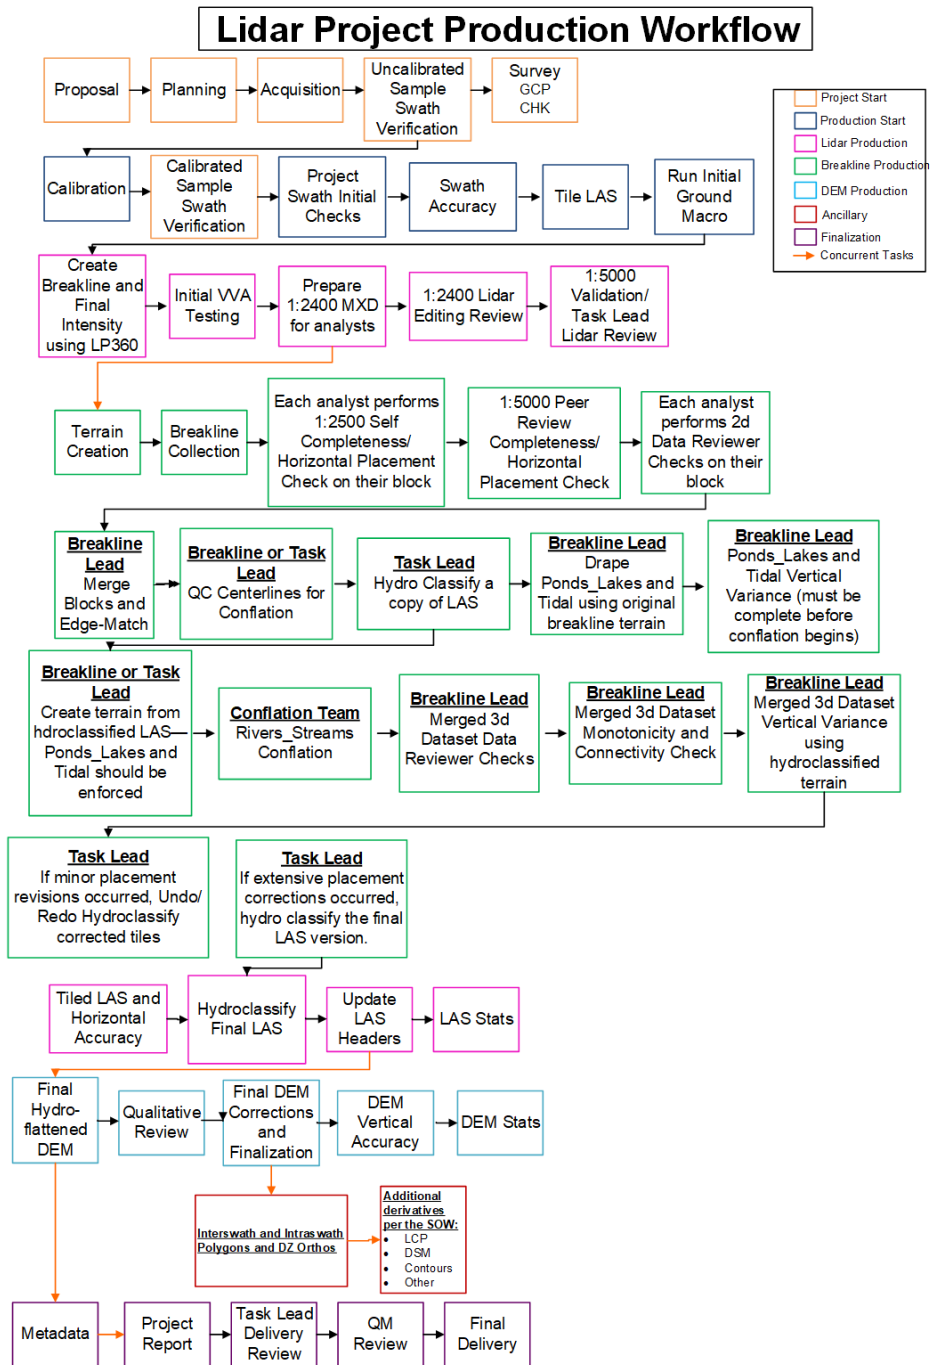 Lidar Project Production Workflow
Proposal
Planning
Acquisition
Uncalibrated
Sample
Swath
Verification
Survey
GCP
CHK
Project Start
Production Start
Lidar Production
Breakline Production
DEM Production
Ancillary
Finalization
Concurrent Tasks
Calibration
Calibrated
Sample
Swath
Verification
Project
Swath Initial
Checks
Swath
Accuracy
Tile LAS
Run Initial
Ground
Macro
Create
Breakline and
Final
Intensity
using LP360
Initial VVA
Testing
Prepare
1:2400 MXD
for analysts
1:2400 Lidar
Editing Review
1:5000
Validation/
Task Lead
Lidar Review
Terrain
Creation
Breakline
Collection
Each analyst performs
1:2500 Self
Completeness/
Horizontal Placement
Check on their block
1:5000 Peer
Review
Completeness/
Horizontal
Placement Check
Each analyst
performs 2d
Data Reviewer
Checks on their
block
Breakline
Lead
Merge
Blocks and
Edge-Match
Breakline or Task
Lead
QC Centerlines for
Conflation
Task Lead
Hydro Classify a
copy of LAS
Breakline Lead
Drape
Ponds_Lakes and
Tidal using original
breakline terrain
Breakline Lead
Ponds_Lakes and
Tidal Vertical
Variance (must be
complete before
conflation begins)
Breakline or Task
Lead
Create terrain from
hdroclassified LAS—
Ponds_Lakes and
Tidal should be
enforced
Conflation Team
Rivers_Streams
Conflation
Breakline Lead
Merged 3d
Dataset Data
Reviewer Checks
Breakline Lead
Merged 3d Dataset
Monotonicity and
Connectivity Check
Breakline Lead
Merged 3d Dataset
Vertical Variance
using
hydroclassified
terrain
Task Lead
If minor placement
revisions occurred, Undo/
Redo Hydroclassify
corrected tiles
Task Lead
If extensive placement
corrections occurred,
hydro classify the final
LAS version.
Tiled LAS and
Horizontal
Accuracy
Hydroclassify
Final LAS
Update
LAS
Headers
LAS Stats
Final
Hydro-
flattened
DEM
Qualitative
Review
Final DEM
Corrections
and
Finalization
DEM
Vertical
Accuracy
DEM Stats
Interswath and Intraswath
Polygons and DZ Orthos
Additional
derivatives
per the SOW:
• LCP
• DSM
• Contours
• Other
Metadata
Project
Report
Task Lead
Delivery
Review
QM
Review
Final
Delivery